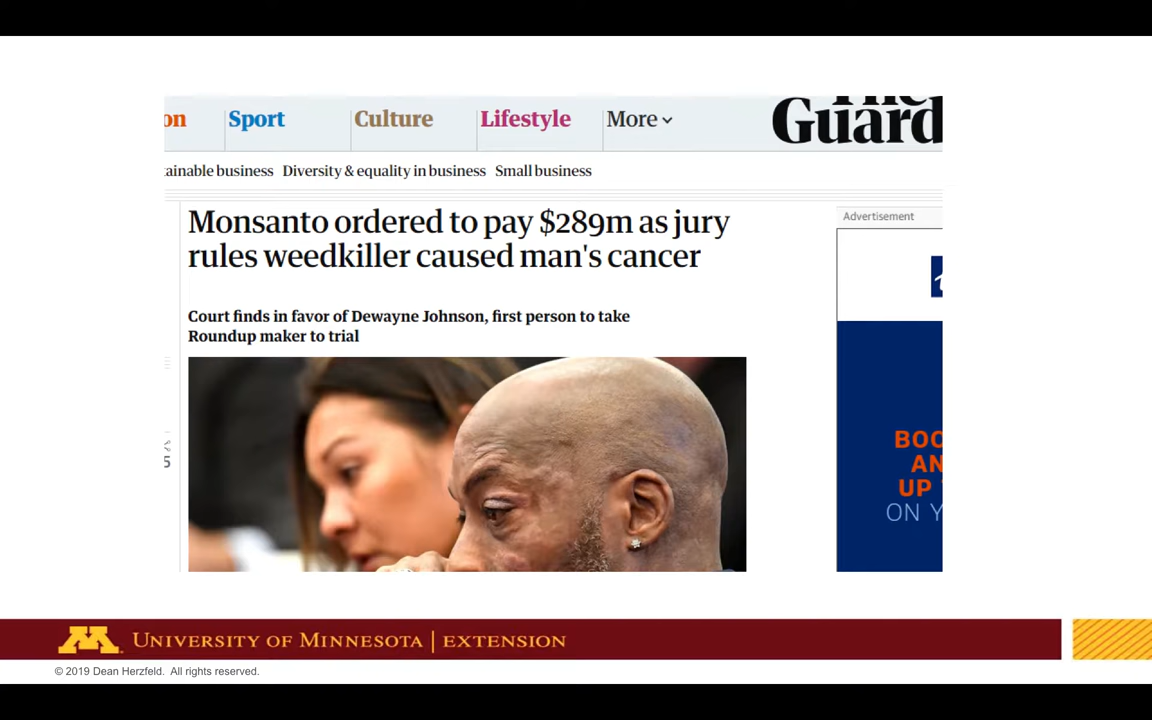 on Sport Culture Lifestyle More
The
Guard
ainable business Diversity & equality in business Small business
Monsanto ordered to pay $289m as jury
rules weedkiller caused man's cancer
Advertisement
Court finds in favor of Dewayne Johnson, first person to take
Roundup maker to trial
5
BOO
AN
UP
ON Y
M
UNIVERSITY OF MINNESOTA | EXTENSION
© 2019 Dean Herzfeld. All rights reserved.